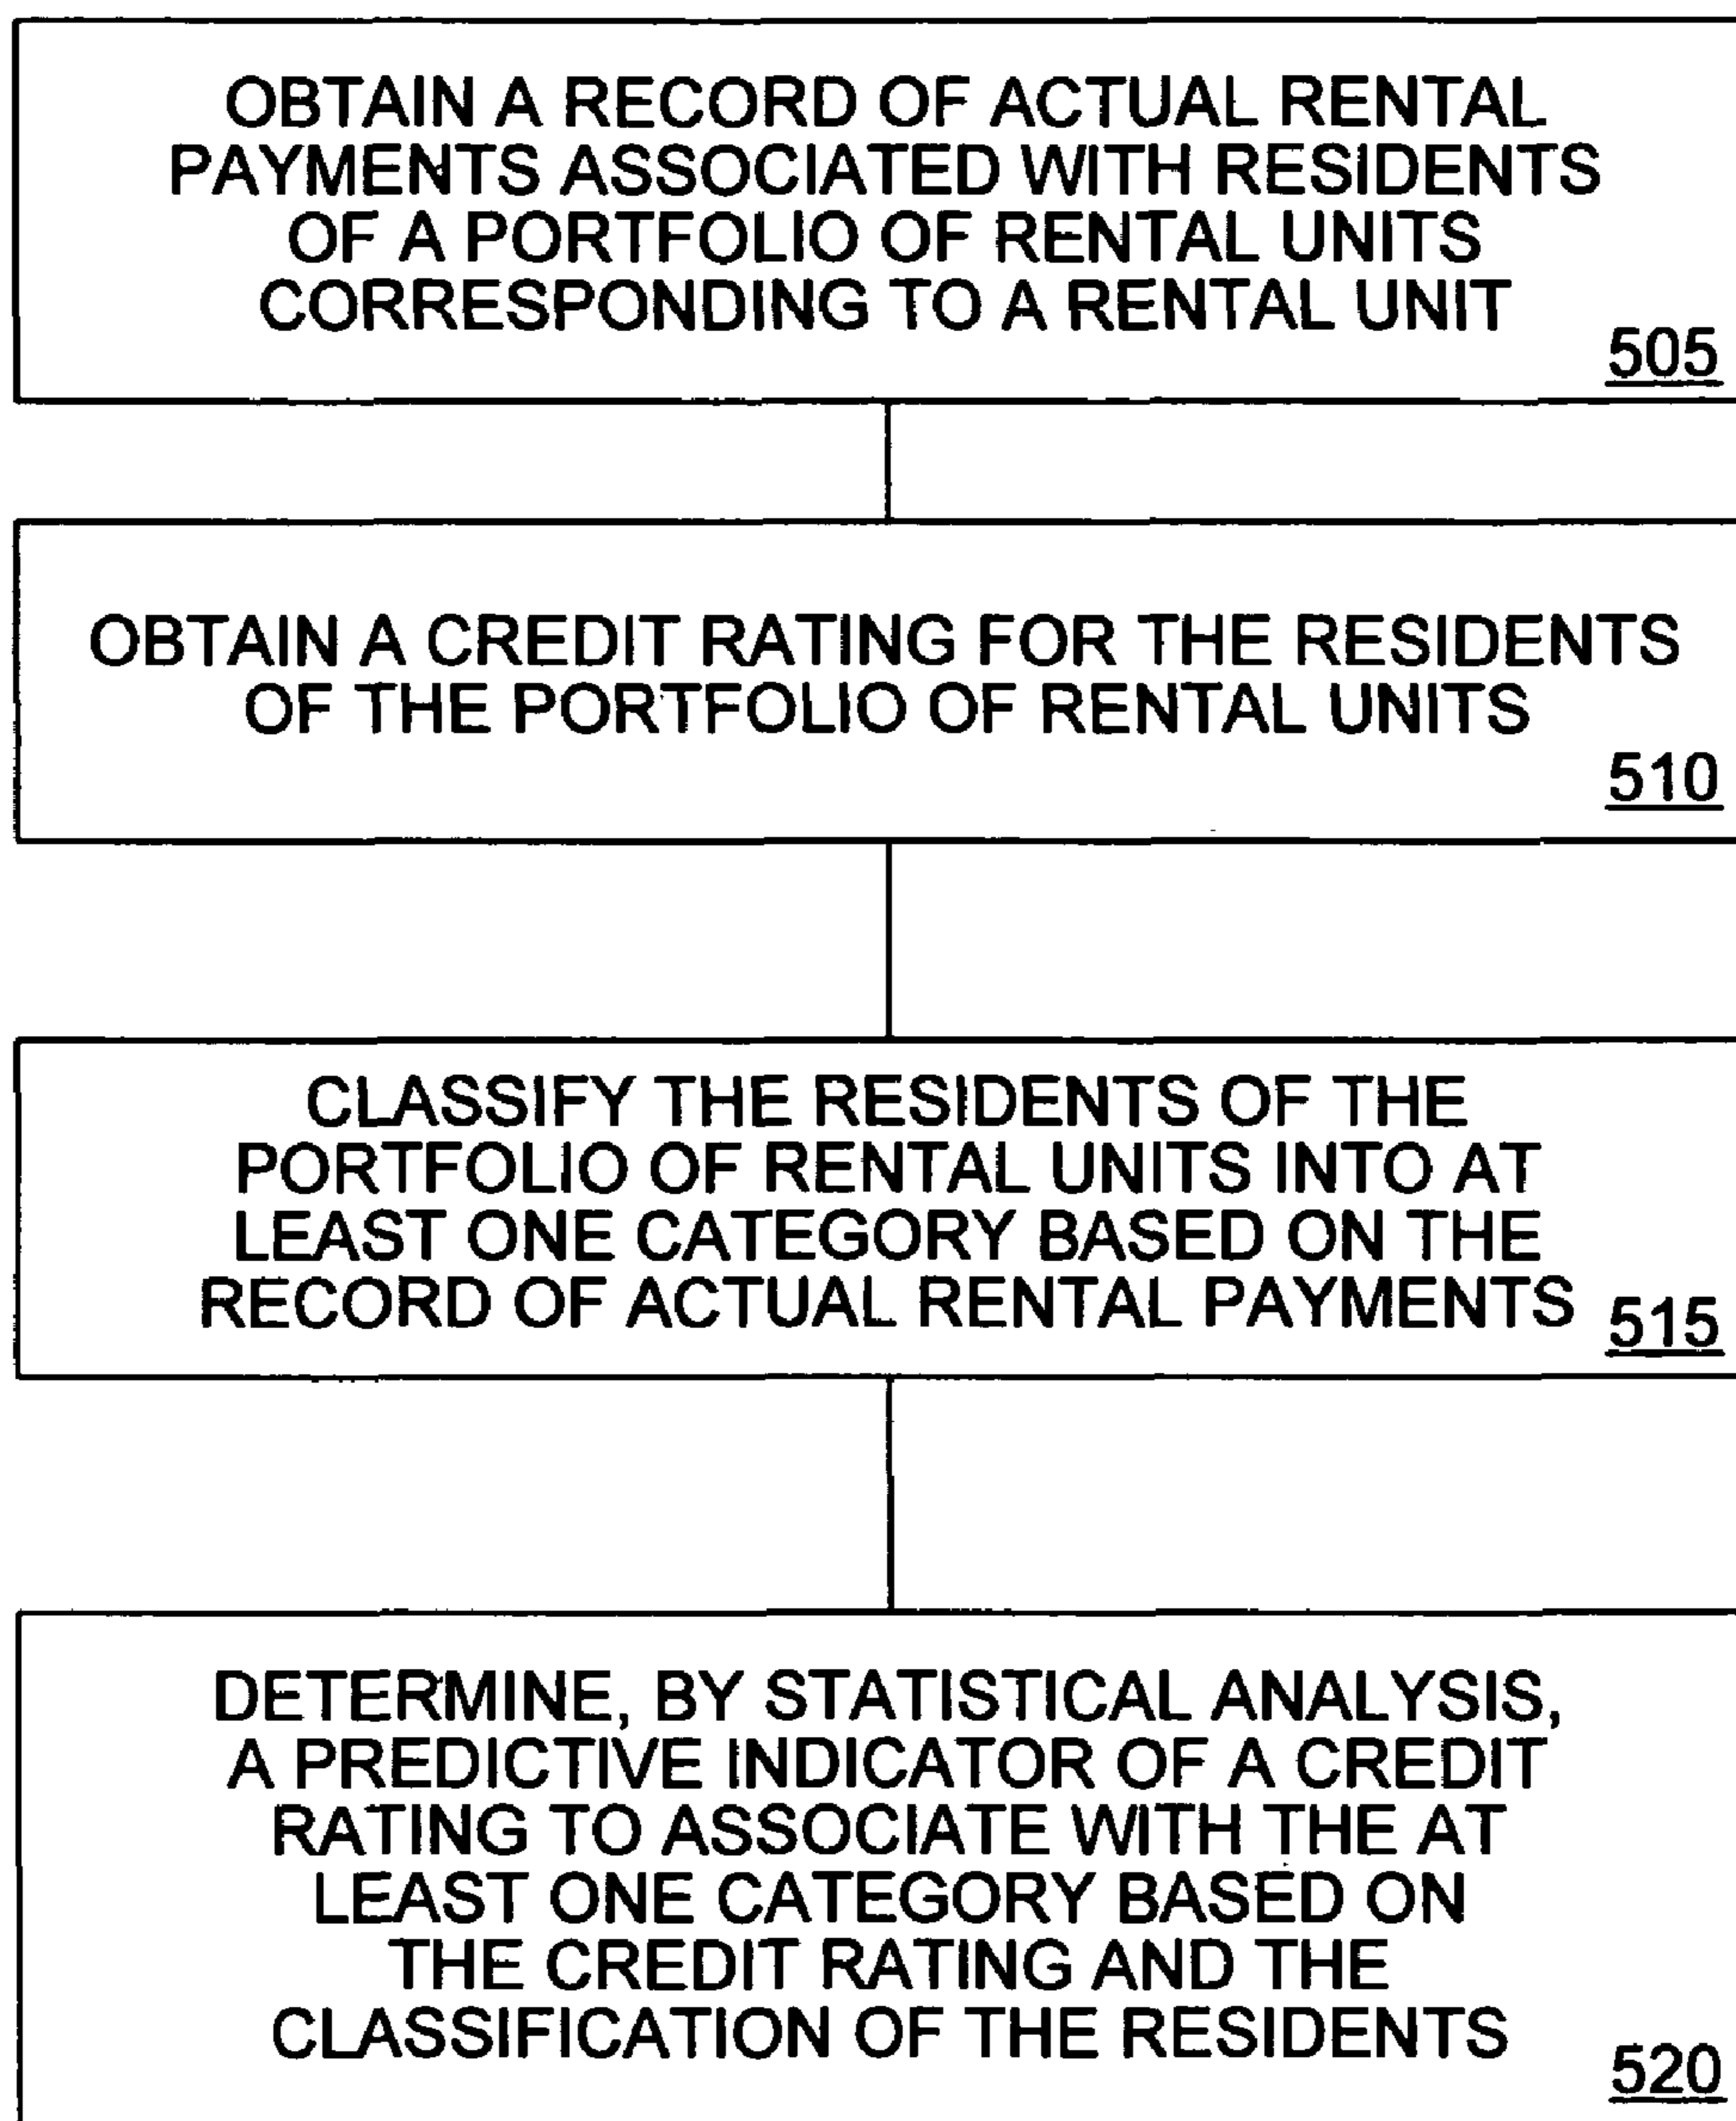 OBTAIN A RECORD OF ACTUAL RENTAL
PAYMENTS ASSOCIATED WITH RESIDENTS
OF A PORTFOLIO OF RENTAL UNITS
CORRESPONDING TO A RENTAL UNIT
505
OBTAIN A CREDIT RATING FOR THE RESIDENTS
OF THE PORTFOLIO OF RENTAL UNITS
510
CLASSIFY THE RESIDENTS OF THE
PORTFOLIO OF RENTAL UNITS INTO AT
LEAST ONE CATEGORY BASED ON THE
RECORD OF ACTUAL RENTAL PAYMENTS
515
DETERMINE, BY STATISTICAL ANALYSIS,
A PREDICTIVE INDICATOR OF A CREDIT
RATING TO ASSOCIATE WITH THE AT
LEAST ONE CATEGORY BASED ON
THE CREDIT RATING AND THE
CLASSIFICATION OF THE RESIDENTS
520